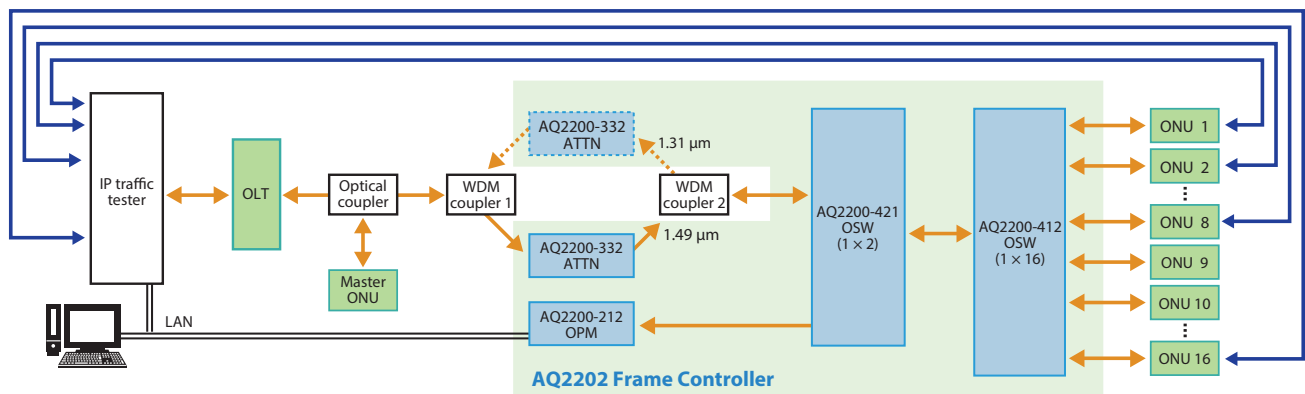 IP traffic
tester
OLT
Optical
coupler
Master
ONU
LAN
WDM
coupler 1
AQ2200-332
ATTN
1.31 μm
WDM
coupler 2
AQ2200-332
ATTN
1.49 μm
AQ2200-212
OPM
AQ2200-421
OSW
(1 × 2)
AQ2200-412
OSW
(1 × 16)
ONU 1
ONU 2
ONU 8
ONU 9
ONU 10
ONU 16
AQ2202 Frame Controller